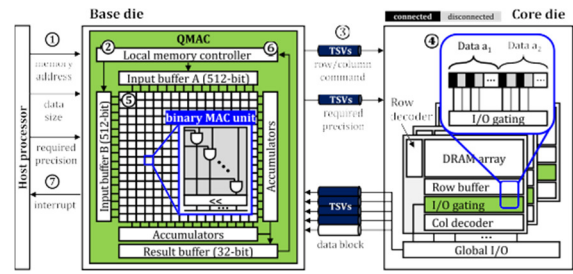 Base die
③
connected
disconnected
Core die
QMAC
①
memory
address
data
size
required
precision
⑦
interrupt
Host processor
②
Local memory controller
⑥
Input buffer A (512-bit)
Input buffer B (512-bit)
⑤
binary MAC unit
<<
Accumulators
Accumulators
Result buffer (32-bit)
TSVs
row/column
command
TSVs
required
precision
TSVs
TSVs
TSVs
TSVs
data block
④
Data a₁
Data a₂
...
...
I/O gating
Row
decoder
DRAM array
Row buffer
I/O gating
Col decoder
...
Global I/O